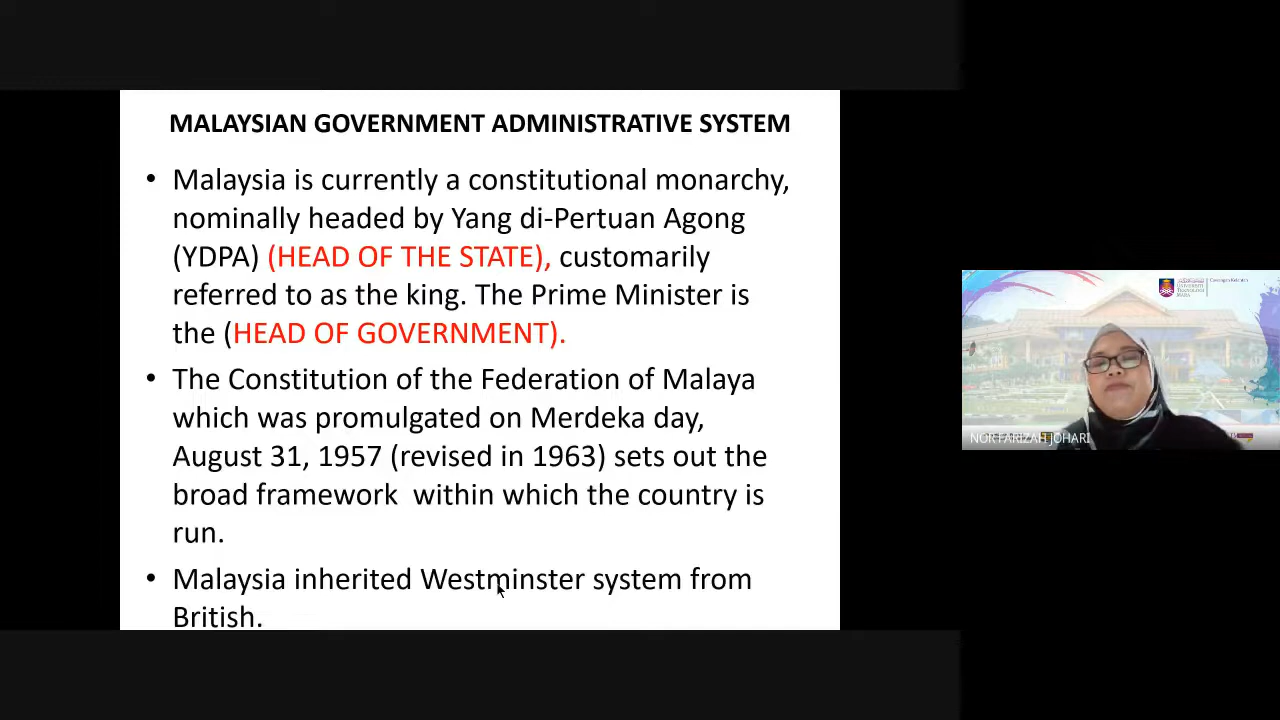 MALAYSIAN GOVERNMENT ADMINISTRATIVE SYSTEM
• Malaysia is currently a constitutional monarchy,
nominally headed by Yang di-Pertuan Agong
(YDPA) (HEAD OF THE STATE), customarily
referred to as the king. The Prime Minister is
the (HEAD OF GOVERNMENT).
• The Constitution of the Federation of Malaya
which was promulgated on Merdeka day,
August 31, 1957 (revised in 1963) sets out the
broad framework within which the country is
run.
• Malaysia inherited Westminster system from
British.
UNIVERSITI
TEKNOLOGI
MARA
NOR FARIZAH JOHARI